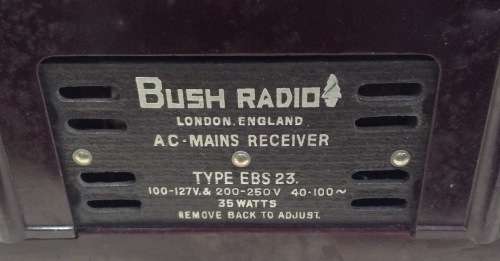 BUSH RADIO
LONDON. ENGLAND
AC-MAINS RECEIVER
TYPE EBS 23.
100-127V. & 200-250V 40-100~
35 WATTS
REMOVE BACK TO ADJUST.